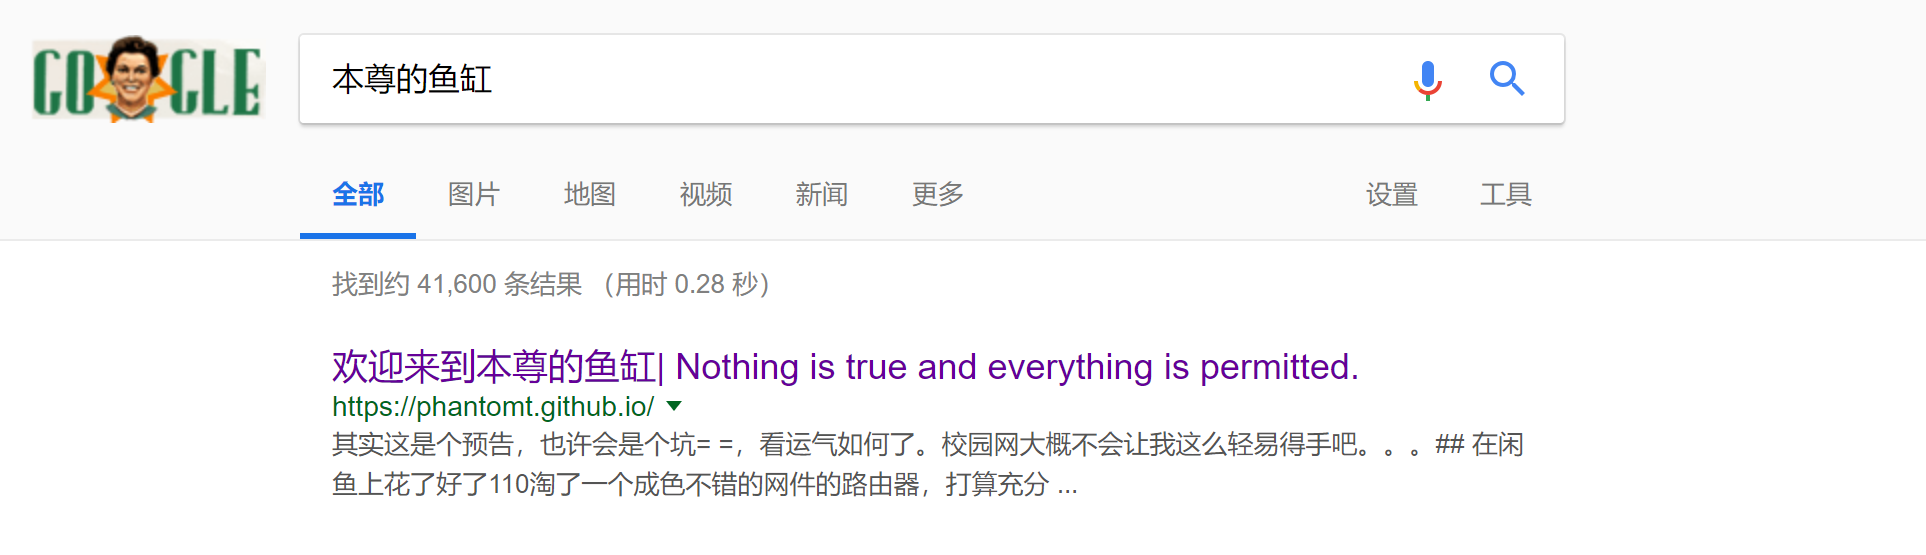 GOOGLE
本尊的鱼缸
全部 图片 地图 视频 新闻 更多 设置 工具
找到约 41,600 条结果 （用时 0.28 秒）
欢迎来到本尊的鱼缸| Nothing is true and everything is permitted.
https://phantomt.github.io/
其实这是个预告，也许会是个坑= =，看运气如何了。校园网大概不会让我这么轻易得手吧。。。## 在闲
鱼上花了好了110淘了一个成色不错的网件的路由器，打算充分 ...